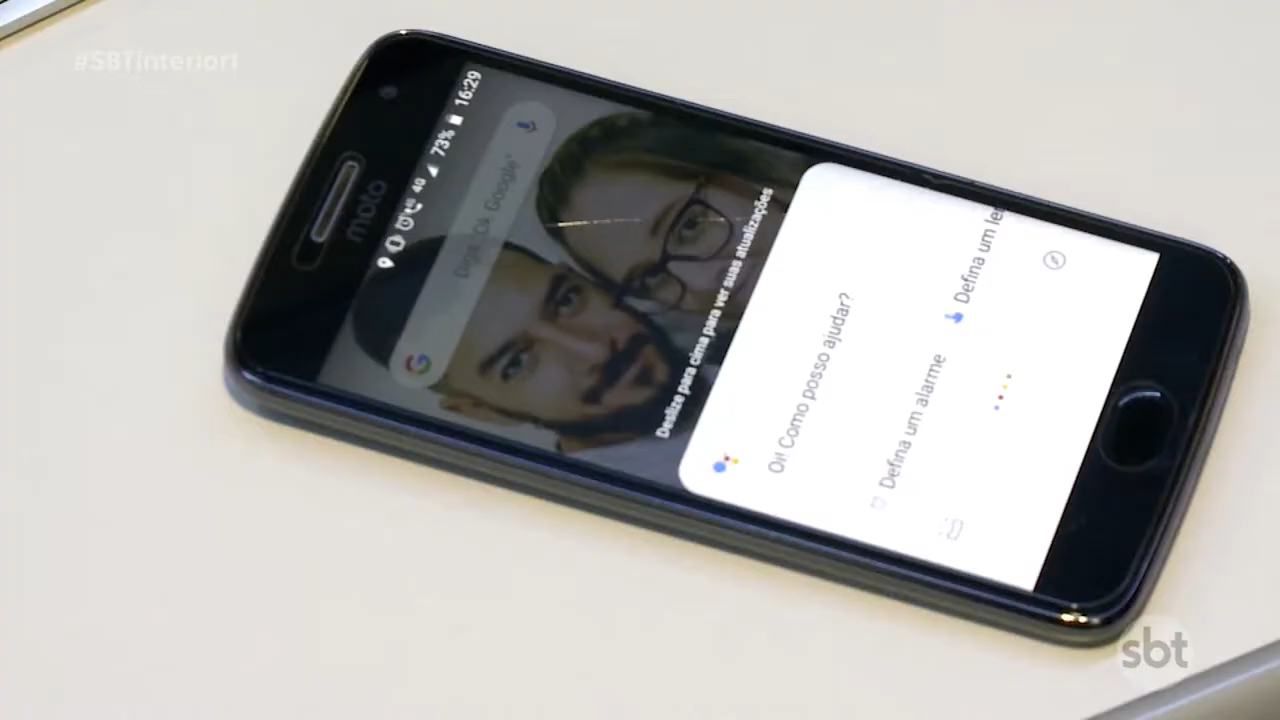 #SBTinterior1
moto
4G 73% 16:29
Diga "Ok Google"
Deslize para cima para ver suas atualizações
Oi! Como posso ajudar?
Defina um alarme
Defina um le
sbt